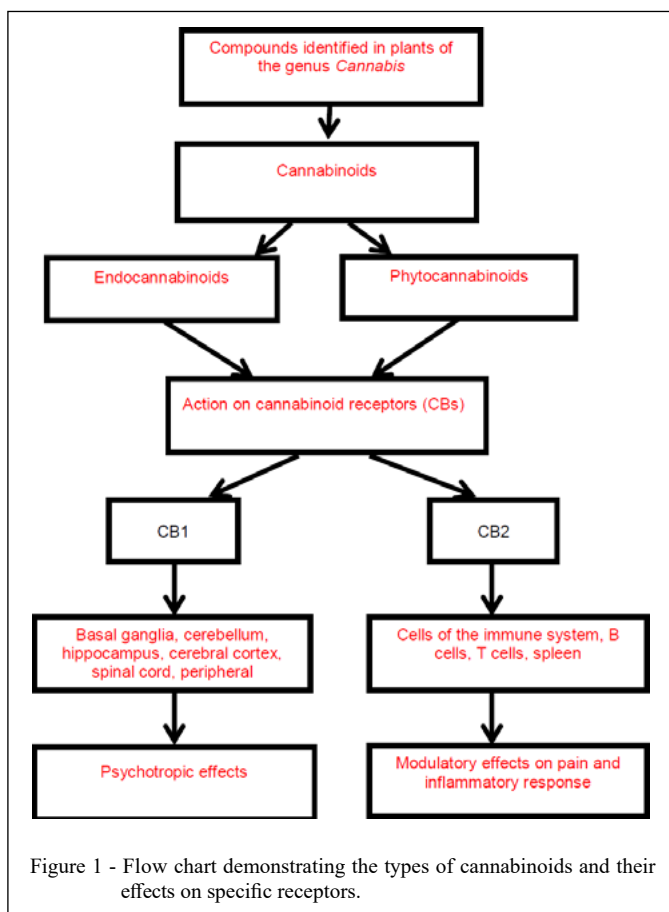 Compounds identified in plants of
the genus Cannabis
Cannabinoids
Endocannabinoids
Phytocannabinoids
Action on cannabinoid receptors (CBs)
CB1
CB2
Basal ganglia, cerebellum,
hippocampus, cerebral cortex,
spinal cord, peripheral
Cells of the immune system, B
cells, T cells, spleen
Psychotropic effects
Modulatory effects on pain and
inflammatory response
Figure 1 - Flow chart demonstrating the types of cannabinoids and their
effects on specific receptors.